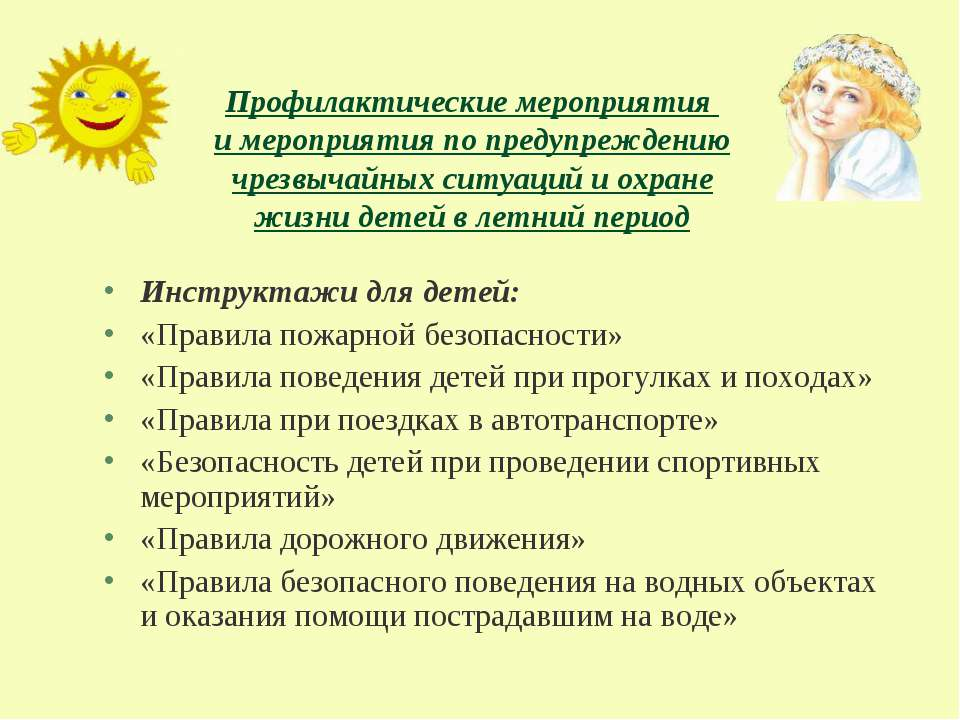 Профилактические мероприятия
и мероприятия по предупреждению
чрезвычайных ситуаций и охране
жизни детей в летний период
• Инструктажи для детей:
• «Правила пожарной безопасности»
• «Правила поведения детей при прогулках и походах»
• «Правила при поездках в автотранспорте»
• «Безопасность детей при проведении спортивных
мероприятий»
• «Правила дорожного движения»
• «Правила безопасного поведения на водных объектах
и оказания помощи пострадавшим на воде»